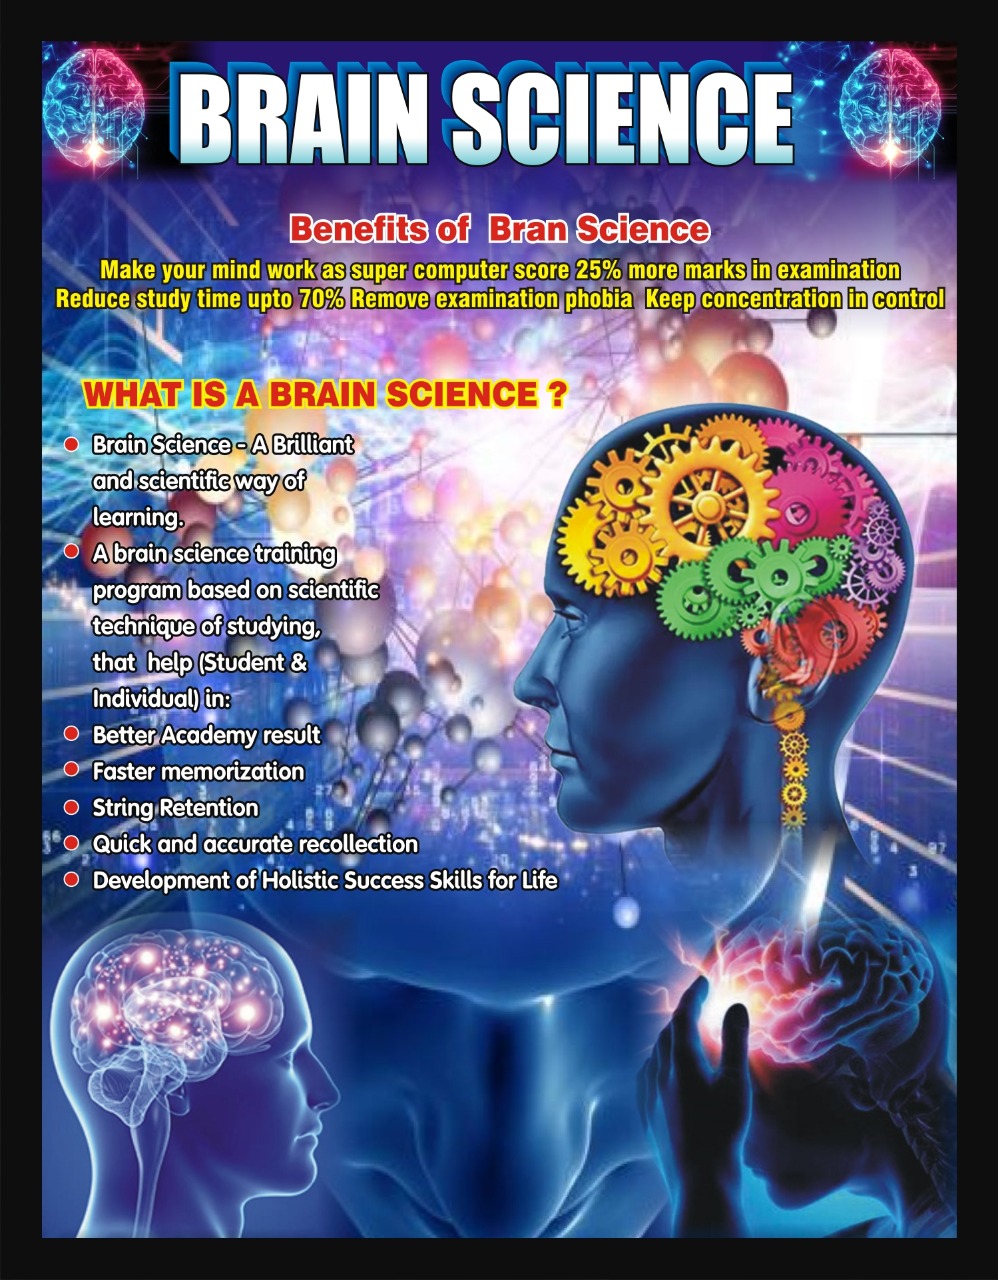 BRAIN SCIENCE
Benefits of Bran Science
Make your mind work as super computer score 25% more marks in examination
Reduce study time upto 70% Remove examination phobia Keep concentration in control
WHAT IS A BRAIN SCIENCE ?
Brain Science - A Brilliant
and scientific way of
learning.
A brain science training
program based on scientific
technique of studying,
that help (Student &
Individual) in:
Better Academy result
Faster memorization
String Retention
Quick and accurate recollection
Development of Holistic Success Skills for Life